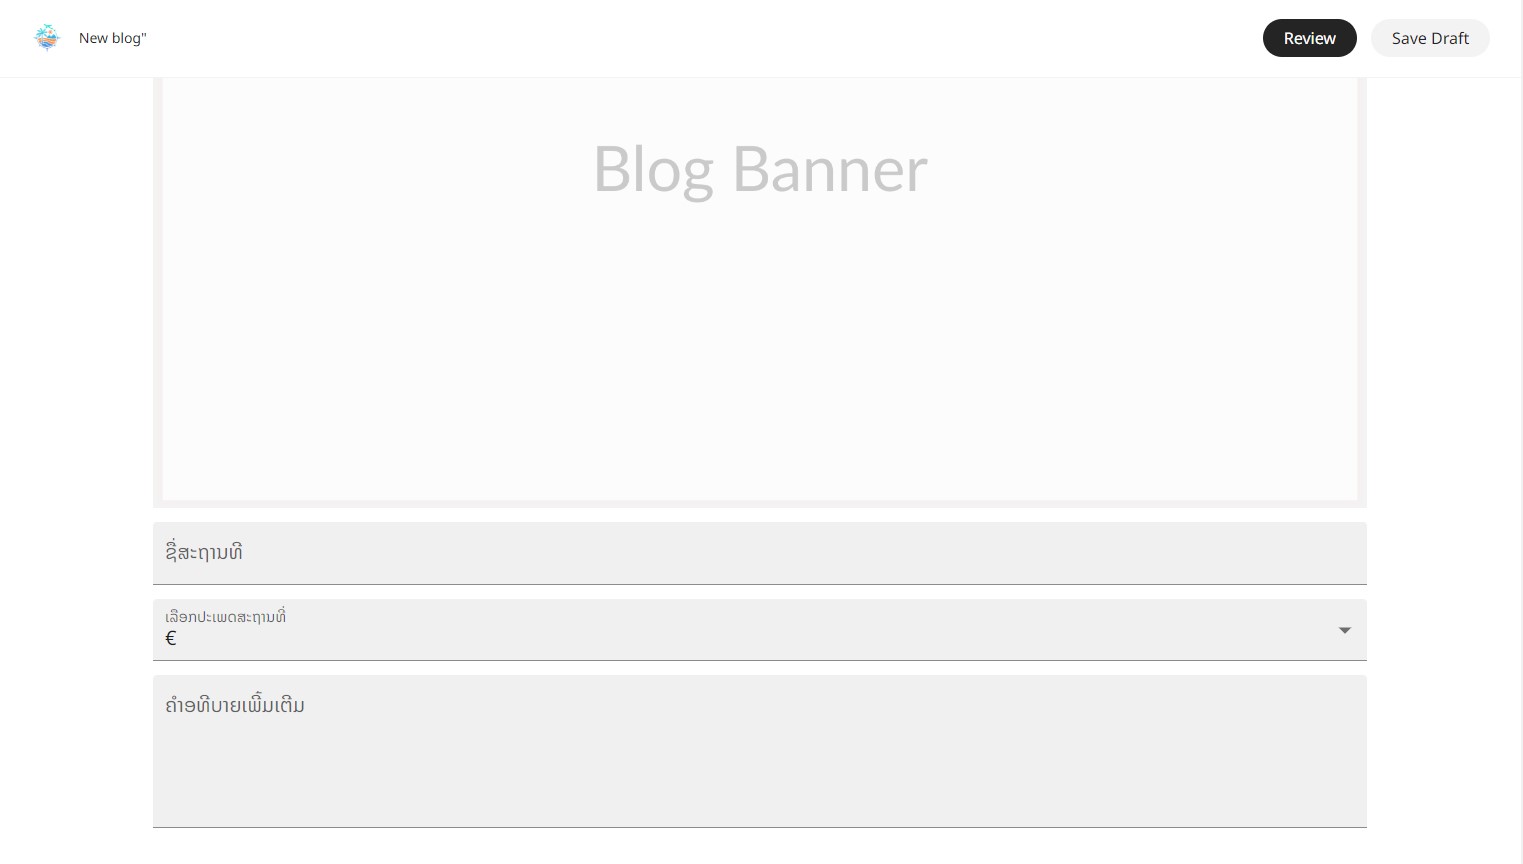 New blog"
Review
Save Draft
Blog Banner
ຊື່ສະຖານທີ
ເລືອກປະເພດສະຖານທີ່
€
ຄຳອທີບາຍເພີ່ມເຕີມ